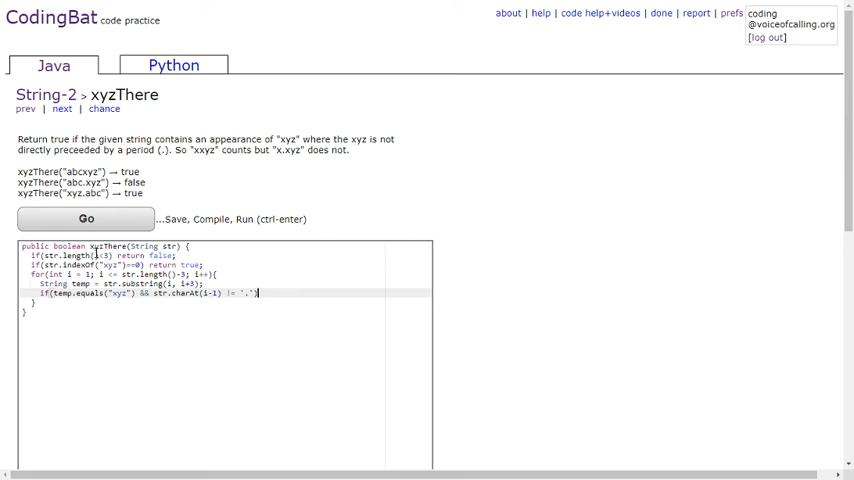 CodingBat code practice
about | help | code help+videos | done | report | prefs
coding
@voiceofcalling.org
[log out]
Java
Python
String-2 > xyzThere
prev | next | chance
Return true if the given string contains an appearance of "xyz" where the xyz is not
directly preceeded by a period (.). So "xxyz" counts but "x.xyz" does not.
xyzThere("abcxyz") → true
xyzThere("abc.xyz") → false
xyzThere("xyz.abc") → true
Go
...Save, Compile, Run (ctrl-enter)
public boolean xyzThere(String str) {
if(str.length()<3) return false;
if(str.indexOf("xyz")==0) return true;
for(int i = 1; i <= str.length()-3; i++){
String temp = str.substring(i, i+3);
if(temp.equals("xyz") && str.charAt(i-1) != '.')
}
}